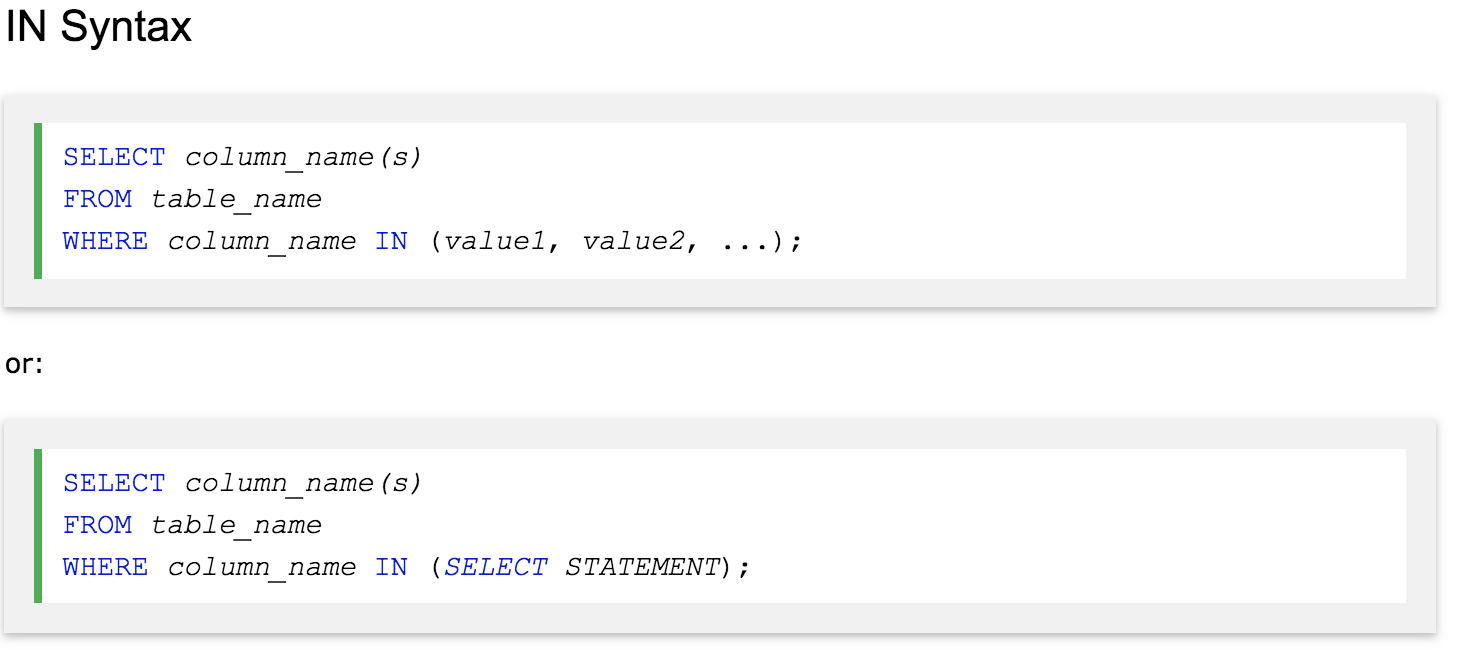 IN Syntax
SELECT column_name(s)
FROM table_name
WHERE column_name IN (value1, value2, ...);
or:
SELECT column_name(s)
FROM table_name
WHERE column_name IN (SELECT STATEMENT);